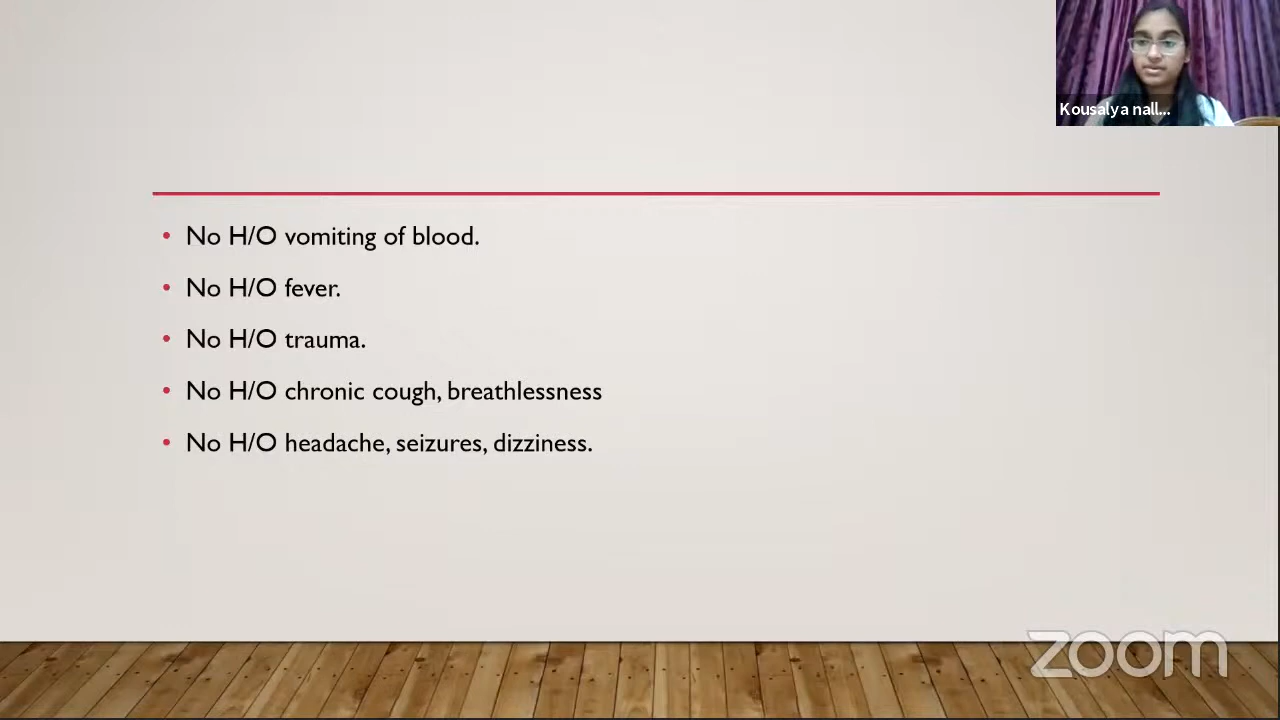 Kousalya nall...
No H/O vomiting of blood.
No H/O fever.
No H/O trauma.
No H/O chronic cough, breathlessness
No H/O headache, seizures, dizziness.
zoom